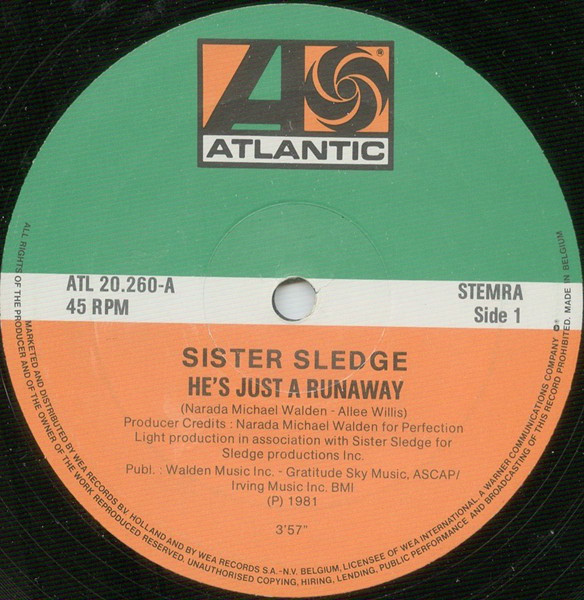 ATLANTIC
ATL 20.260-A
45 RPM
STEMRA
Side 1
SISTER SLEDGE
HE'S JUST A RUNAWAY
(Narada Michael Walden - Allee Willis)
Producer Credits : Narada Michael Walden for Perfection
Light production in association with Sister Sledge for
Sledge productions Inc.
Publ. : Walden Music Inc. - Gratitude Sky Music, ASCAP/
Irving Music Inc. BMI
(P) 1981
3'57"
MARKETED AND DISTRIBUTED BY WEA RECORDS BV. HOLLAND AND BY WEA RECORDS S.A. - N.V. BELGIUM, LICENSEE OF WEA INTERNATIONAL. A WARNER COMMUNICATIONS COMPANY ℗®
ALL RIGHTS OF THE PRODUCER AND OF THE OWNER OF THE WORK REPRODUCED RESERVED. UNAUTHORISED COPYING, HIRING, LENDING, PUBLIC PERFORMANCE AND BROADCASTING OF THIS RECORD PROHIBITED. MADE IN BELGIUM